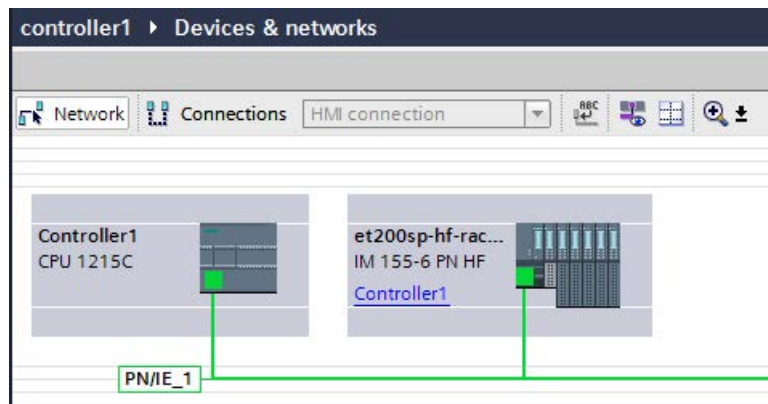 controller1 ▸ Devices & networks
Network Connections HMI connection
Controller1
CPU 1215C
et200sp-hf-rac...
IM 155-6 PN HF
Controller1
PN/IE_1